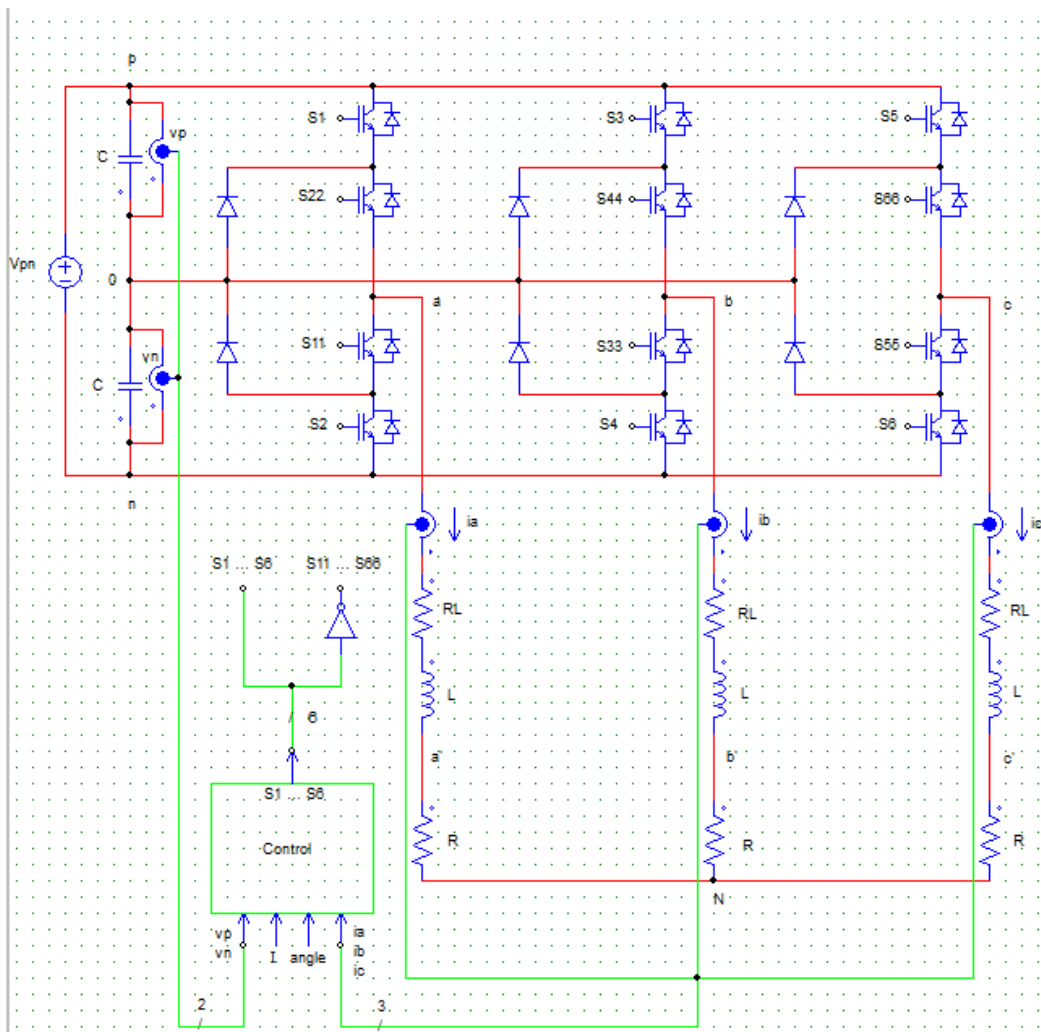 p
S1
S3
S5
vp
C
S22
S44
S66
Vpn
0
a
b
c
S11
S33
S55
vn
C
S2
S4
S6
n
ia
ib
ic
S1 ... S6
S11 ... S66
RL
RL
RL
L
L
L
6
a'
b'
c'
S1 ... S6
Control
R
R
R
N
vp
vn
I
angle
ia
ib
ic
2
3